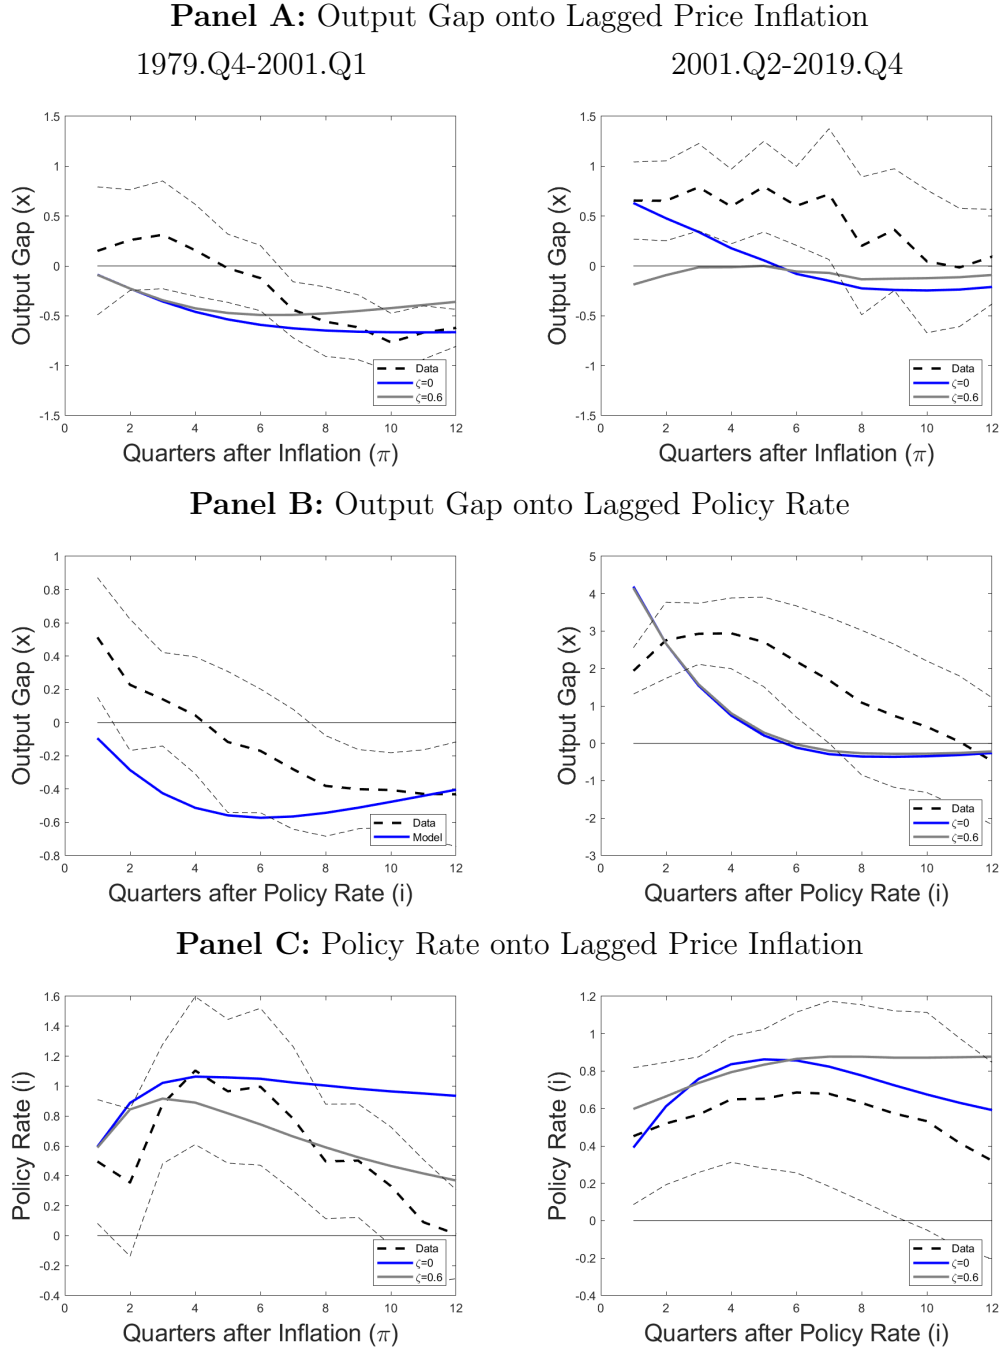 Panel A: Output Gap onto Lagged Price Inflation
1979.Q4-2001.Q1
2001.Q2-2019.Q4
1.5
1
0.5
0
-0.5
-1
-1.5
Output Gap (x)
0 2 4 6 8 10 12
Quarters after Inflation (π)
Data
ζ=0
ζ=0.6
1.5
1
0.5
0
-0.5
-1
-1.5
Output Gap (x)
0 2 4 6 8 10 12
Quarters after Inflation (π)
Data
ζ=0
ζ=0.6
Panel B: Output Gap onto Lagged Policy Rate
1
0.8
0.6
0.4
0.2
0
-0.2
-0.4
-0.6
-0.8
Output Gap (x)
0 2 4 6 8 10 12
Quarters after Policy Rate (i)
Data
Model
5
4
3
2
1
0
-1
-2
-3
Output Gap (x)
0 2 4 6 8 10 12
Quarters after Policy Rate (i)
Data
ζ=0
ζ=0.6
Panel C: Policy Rate onto Lagged Price Inflation
1.6
1.4
1.2
1
0.8
0.6
0.4
0.2
0
-0.2
-0.4
Policy Rate (i)
0 2 4 6 8 10 12
Quarters after Inflation (π)
Data
ζ=0
ζ=0.6
1.2
1
0.8
0.6
0.4
0.2
0
-0.2
-0.4
Policy Rate (i)
0 2 4 6 8 10 12
Quarters after Policy Rate (i)
Data
ζ=0
ζ=0.6